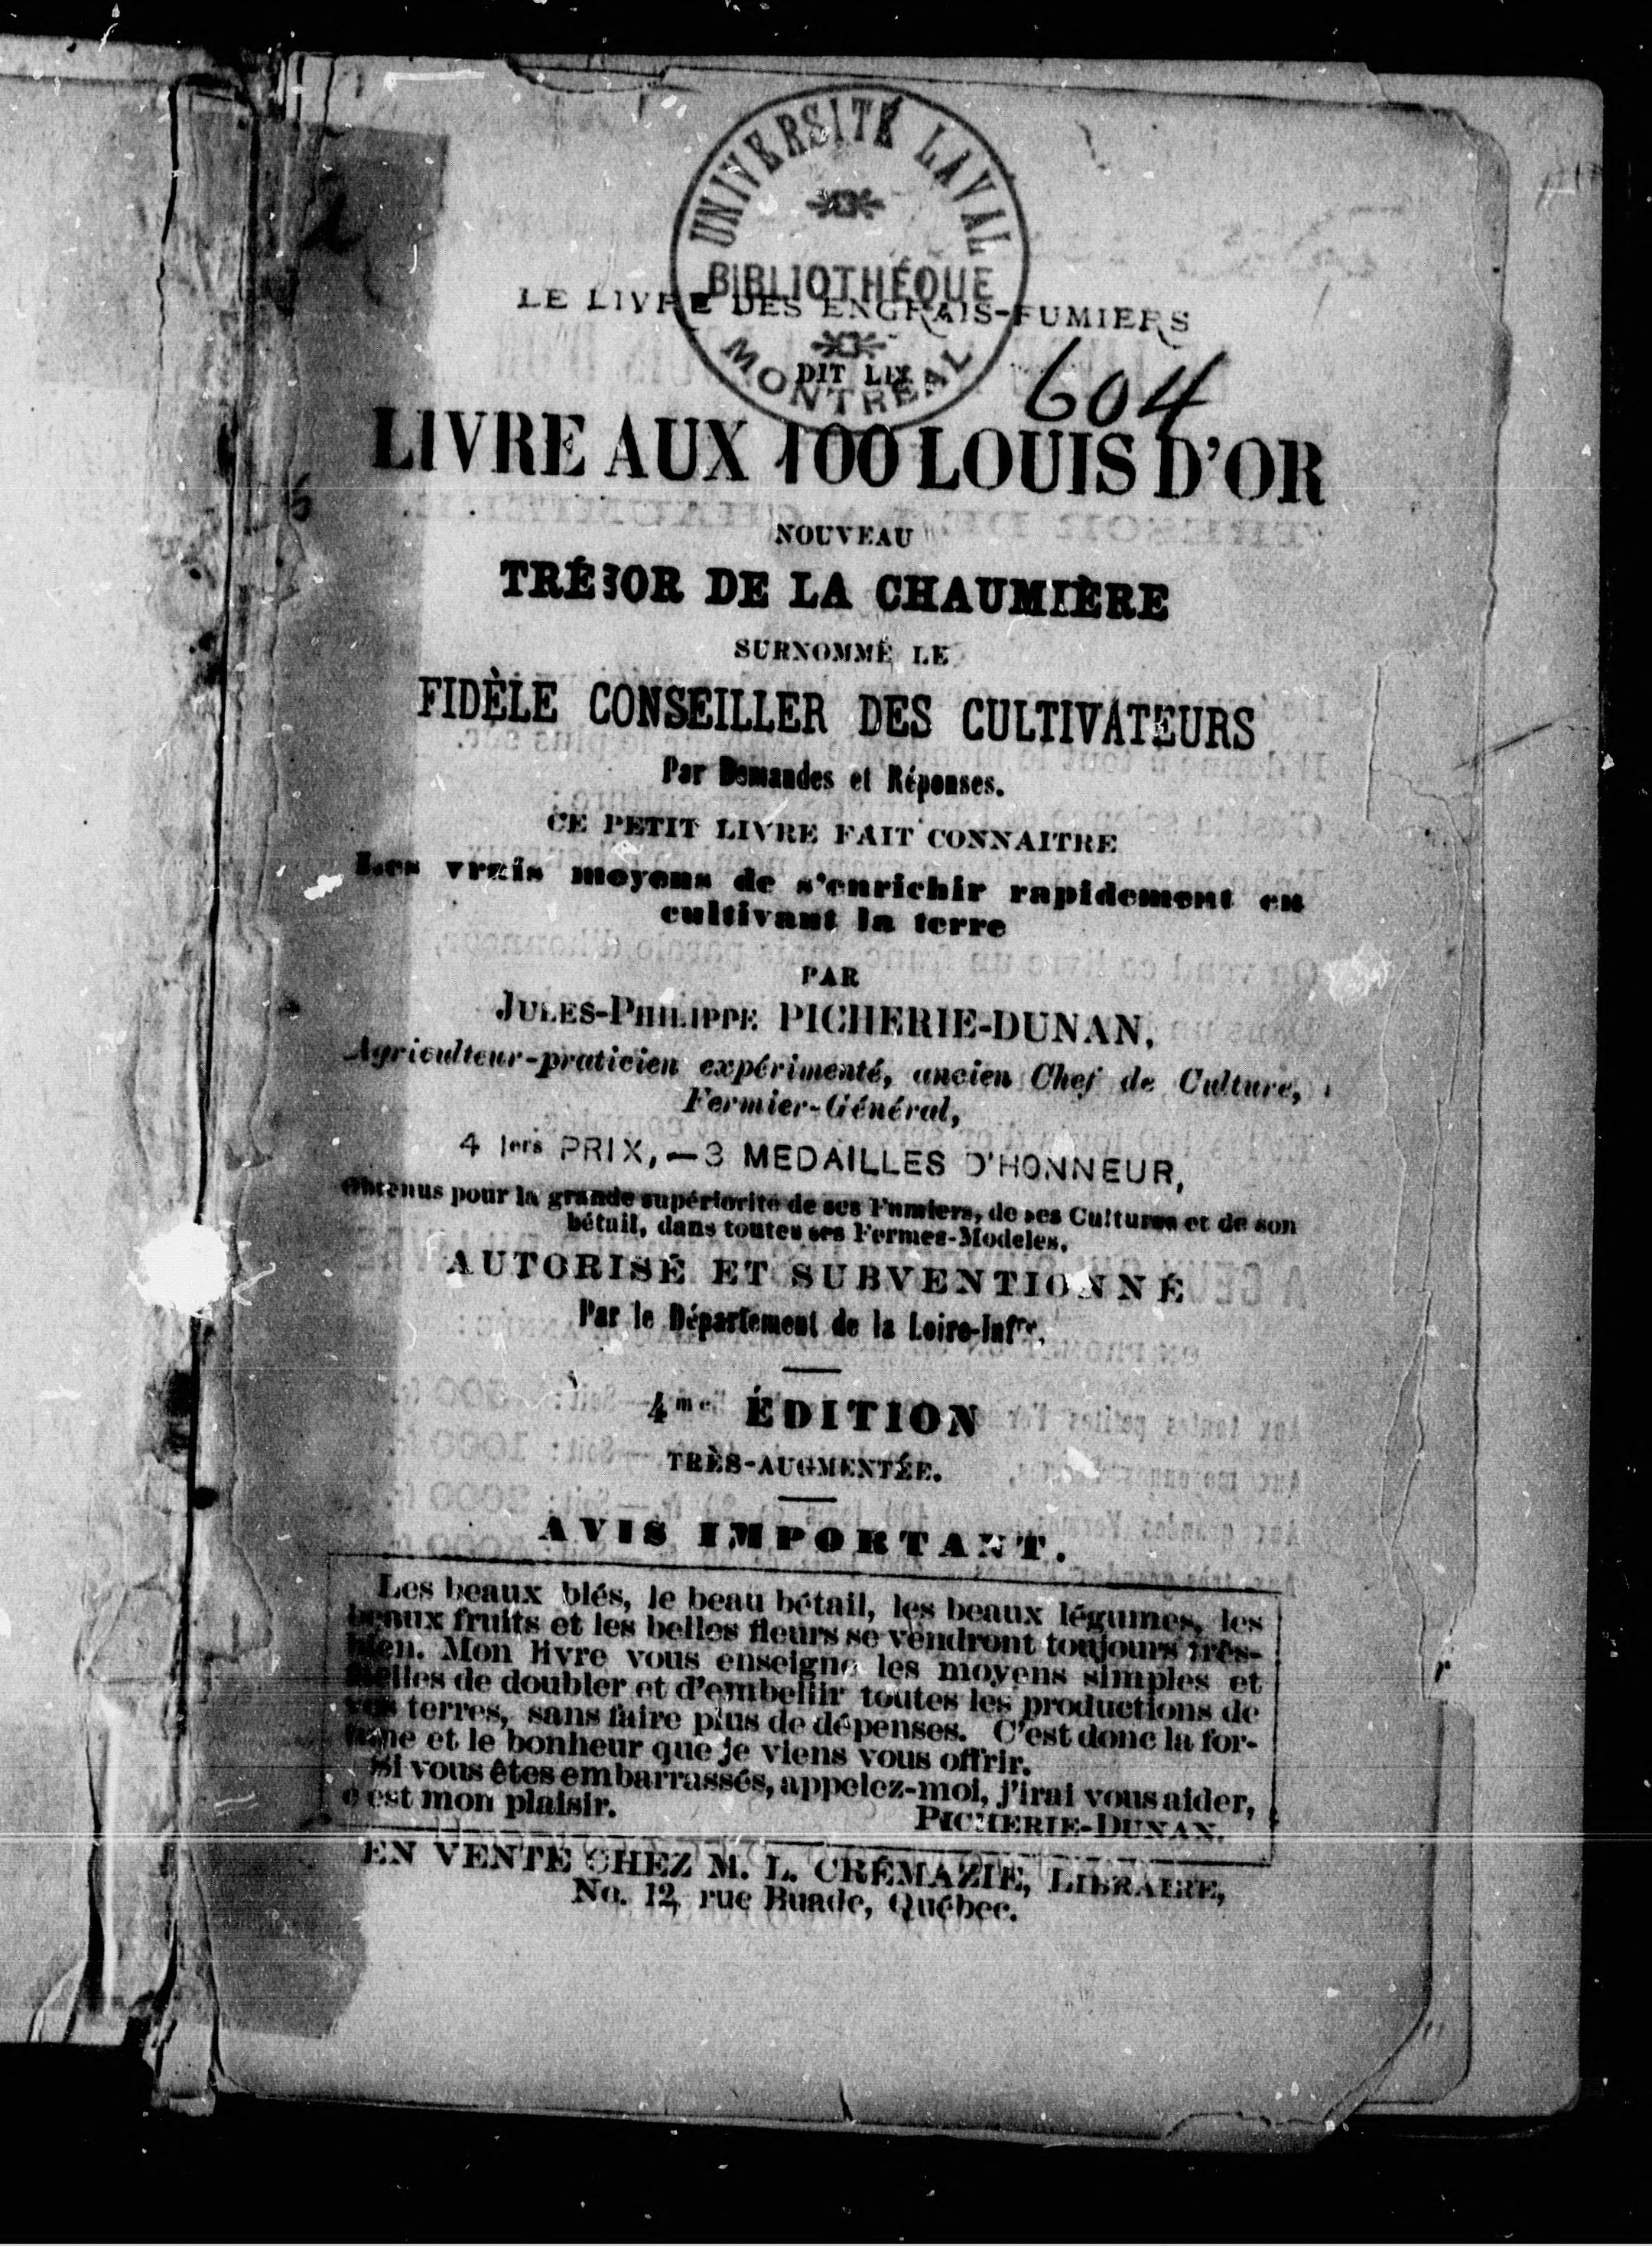 UNIVERSITÉ LAVAL
BIBLIOTHÉQUE
MONTRÉAL
LE LIVRE DES ENGRAIS-FUMIERS
DIT LE
604
LIVRE AUX 100 LOUIS D'OR
NOUVEAU
TRÉSOR DE LA CHAUMIÈRE
SURNOMMÉ LE
FIDÈLE CONSEILLER DES CULTIVATEURS
Par Demandes et Réponses.
CE PETIT LIVRE FAIT CONNAITRE
Les vrais moyens de s'enrichir rapidement en
cultivant la terre
PAR
JULES-PHILIPPE PICHERIE-DUNAN,
Agriculteur-praticien expérimenté, ancien Chef de Culture,
Fermier-Général,
4 1ers PRIX,—3 MEDAILLES D'HONNEUR,
Obtenus pour la grande supériorité de ses Fumiers, de ses Cultures et de son
bétail, dans toutes ses Fermes-Modeles.
AUTORISÉ ET SUBVENTIONNÉ
Par le Département de la Loire-Infre.
4me ÉDITION
TRÈS-AUGMENTÉE.
AVIS IMPORTANT.
Les beaux blés, le beau bétail, les beaux légumes, les
beaux fruits et les belles fleurs se vendront toujours très-
bien. Mon livre vous enseigne les moyens simples et
de doubler et d'embellir toutes les productions de
vos terres, sans faire plus de dépenses. C'est donc la for-
tune et le bonheur que je viens vous offrir.
Si vous êtes embarrassés, appelez-moi, j'irai vous aider,
c'est mon plaisir. PICHERIE-DUNAN.
EN VENTE CHEZ M. L. CRÉMAZIE, LIBRAIRE,
No. 12, rue Buade, Québec.